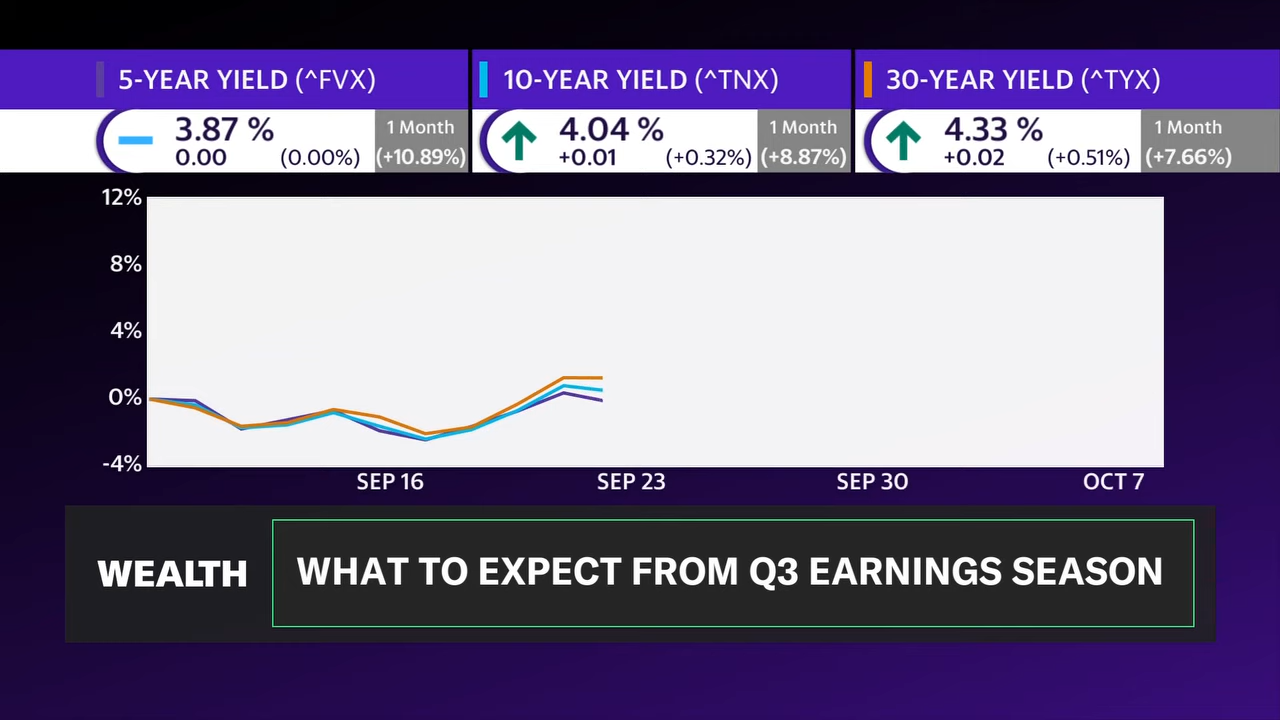 5-YEAR YIELD (^FVX)
3.87 %
0.00 (0.00%)
1 Month
(+10.89%)
10-YEAR YIELD (^TNX)
4.04 %
+0.01 (+0.32%)
1 Month
(+8.87%)
30-YEAR YIELD (^TYX)
4.33 %
+0.02 (+0.51%)
1 Month
(+7.66%)
12%
8%
4%
0%
-4%
SEP 16 SEP 23 SEP 30 OCT 7
WEALTH
WHAT TO EXPECT FROM Q3 EARNINGS SEASON